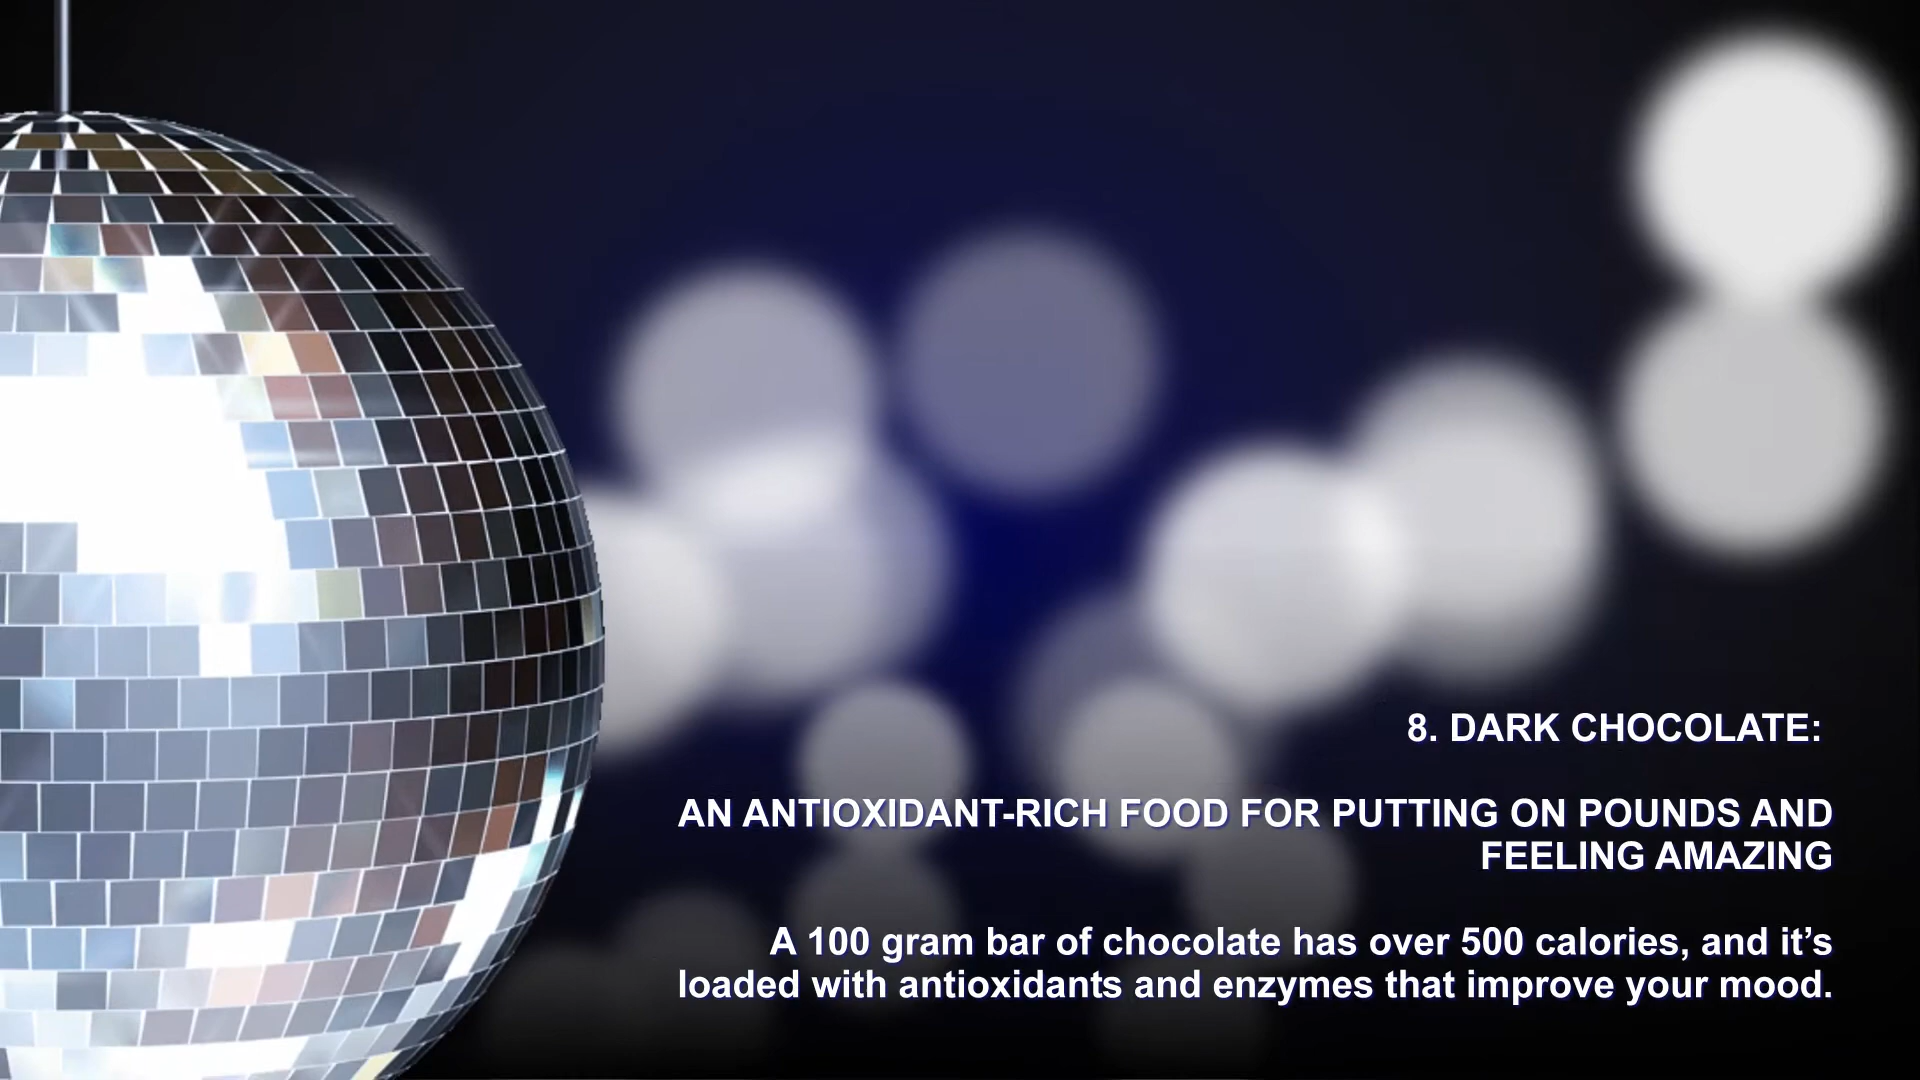 8. DARK CHOCOLATE:
AN ANTIOXIDANT-RICH FOOD FOR PUTTING ON POUNDS AND
FEELING AMAZING
A 100 gram bar of chocolate has over 500 calories, and it’s
loaded with antioxidants and enzymes that improve your mood.